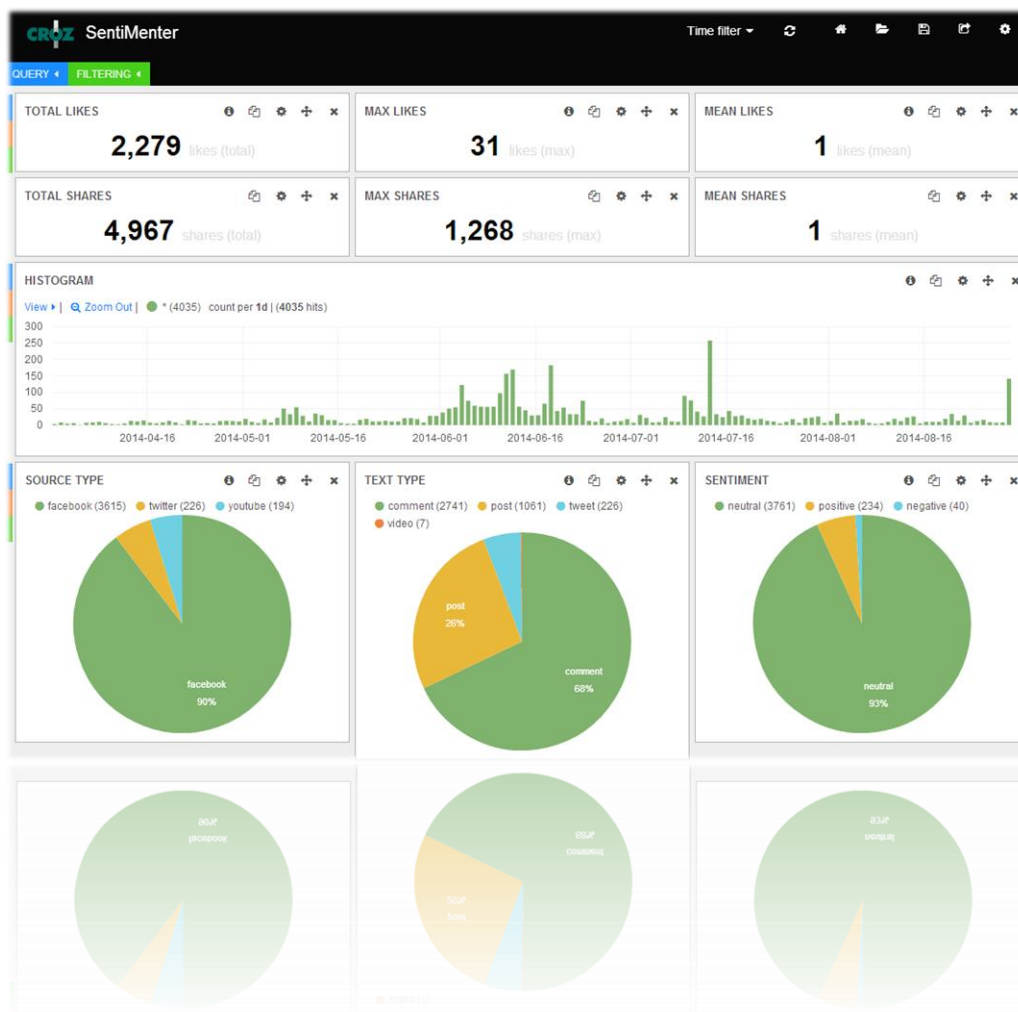 CROZ SentiMenter Time filter
QUERY FILTERING
TOTAL LIKES
2,279 likes (total)
MAX LIKES
31 likes (max)
MEAN LIKES
1 likes (mean)
TOTAL SHARES
4,967 shares (total)
MAX SHARES
1,268 shares (max)
MEAN SHARES
1 shares (mean)
HISTOGRAM
View | Zoom Out | * (4035) count per 1d | (4035 hits)
300
250
200
150
100
50
0
2014-04-16 2014-05-01 2014-05-16 2014-06-01 2014-06-16 2014-07-01 2014-07-16 2014-08-01 2014-08-16
SOURCE TYPE
facebook (3615) twitter (226) youtube (194)
facebook
90%
TEXT TYPE
comment (2741) post (1061) tweet (226)
video (7)
post
26%
comment
68%
SENTIMENT
neutral (3761) positive (234) negative (40)
neutral
93%